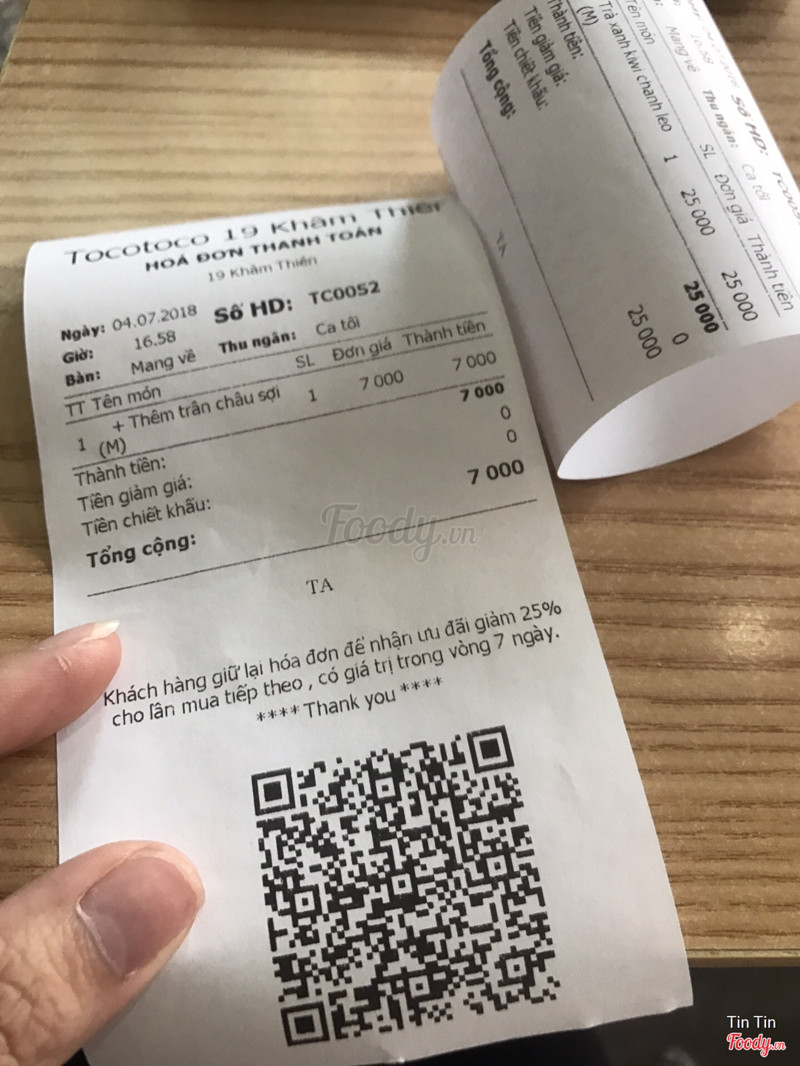 Tocotoco 19 Khâm Thiên
HOÁ ĐƠN THANH TOÁN
19 Khâm Thiên
Ngày: 04.07.2018 Số HD: TC0052
Giờ: 16.58
Bàn: Mang về Thu ngân: Ca tối
TT Tên món SL Đơn giá Thành tiền
1 + Thêm trân châu sợi 1 7 000 7 000
(M)
Thành tiền: 7 000
Tiền giảm giá: 0
Tiền chiết khấu: 0
Tổng cộng: 7 000
TA
Khách hàng giữ lại hóa đơn để nhận ưu đãi giảm 25%
cho lần mua tiếp theo , có giá trị trong vòng 7 ngày.
**** Thank you ****
Số HD:
16.58
Mang về Thu ngân: Ca tối
Tên món SL Đơn giá Thành tiền
Trà xanh kiwi chanh leo 1 25 000 25 000
(M)
Thành tiền: 25 000
Tiền giảm giá: 0
Tiền chiết khấu:
Tổng cộng: 25 000
TA
Foody.vn
Tin Tin
Foody.vn